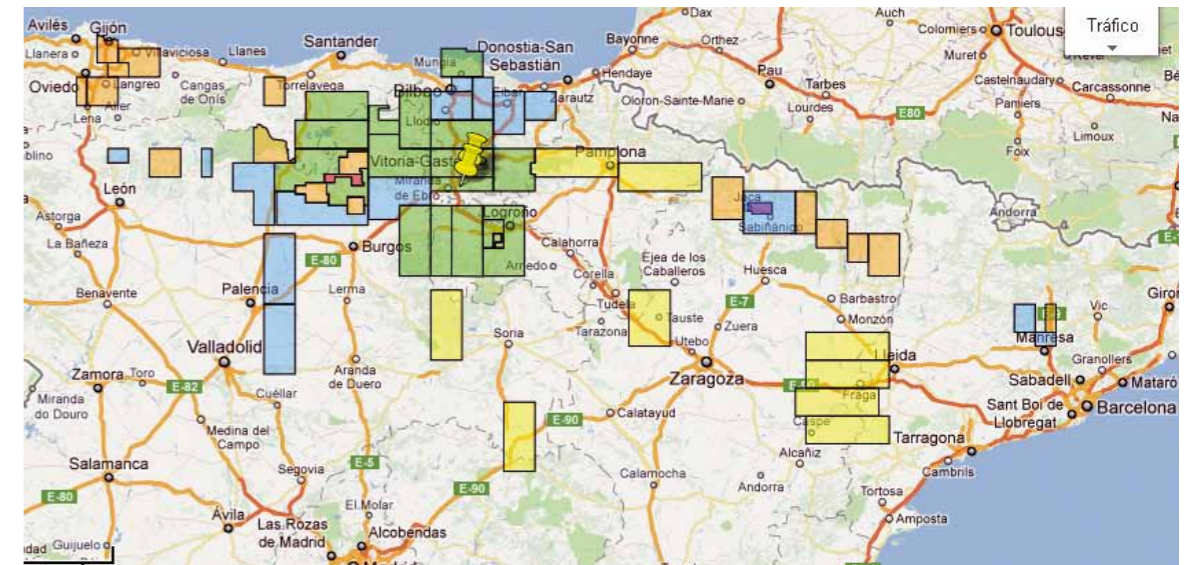 Dax
Auch
Avilés
Gijón
Colomiers
Toulous
Tráfico
Llanera
Villaviciosa
Llanes
Santander
Bayonne
Orthez
Muret
Donostia-San
Sebastián
Mungia
Hendaye
Pau
Tarbes
Castelnaudary
Carcassonne
Oviedo
Langreo
Cangas
de Onís
Torrelavega
Bilbao
Eibar
Zarautz
Oloron-Sainte-Marie
Lourdes
Pamiers
E80
Lena
Aller
Llodio
Limoux
Na
Foix
blino
Vitoria-Gast
Pamplona
León
Miranda
de Ebro
Jaca
Sabiñánigo
Andorra
Astorga
Logroño
La Bañeza
Burgos
Calahorra
E-80
Arnedo
Corella
Ejea de los
Caballeros
Huesca
Benavente
Palencia
Lerma
E-7
Barbastro
Monzón
Vic
Giror
Tudela
Tauste
Tarazona
Zuera
Soria
Utebo
Manresa
Valladolid
Lleida
Granollers
Zamora
Toro
Aranda
de Duero
Zaragoza
Sabadell
Mataró
E-82
Fraga
Miranda
do Douro
Cuéllar
Sant Boi de
Llobregat
Barcelona
Calatayud
E-90
Caspe
Medina del
Campo
Tarragona
Alcañiz
Salamanca
Segovia
E-5
Calamocha
Cambrils
E-80
E-90
Andorra
Tortosa
El Molar
Amposta
Ávila
Las Rozas
de Madrid
Alcobendas
Guijuelo
Madrid